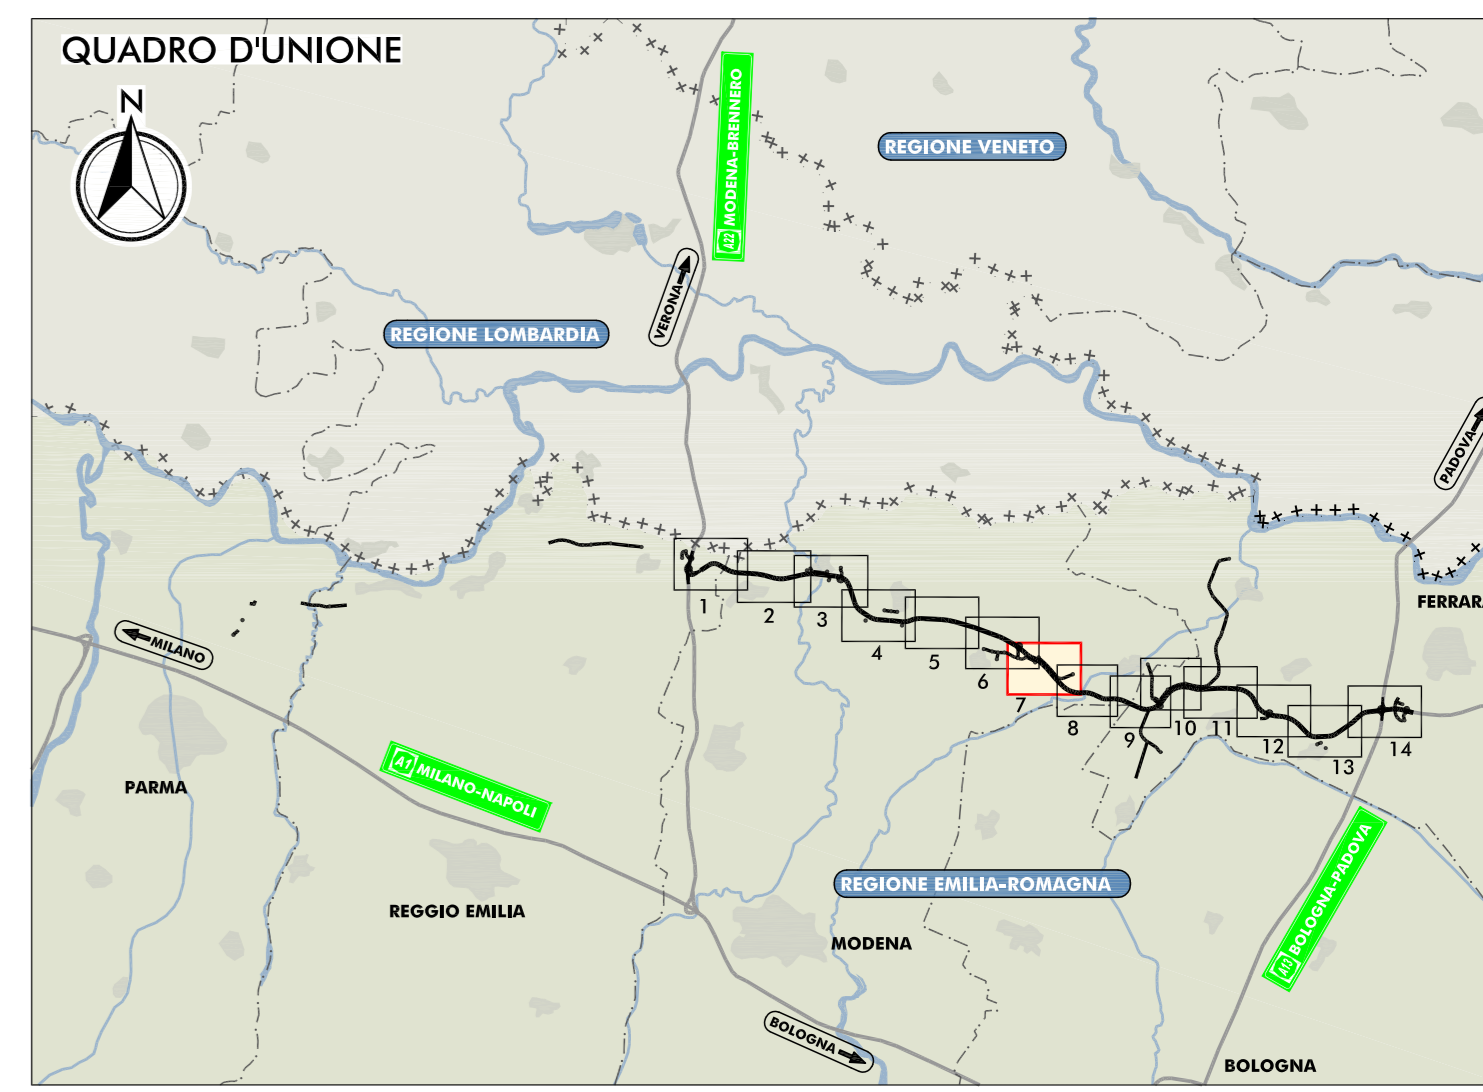 QUADRO D'UNIONE
N
A22 MODENA-BRENNERO
REGIONE VENETO
VERONA
REGIONE LOMBARDIA
PADOVA
1
2
3
4
5
6
7
8
9
10
11
12
13
14
FERRARA
MILANO
PARMA
A1 MILANO-NAPOLI
REGGIO EMILIA
REGIONE EMILIA-ROMAGNA
MODENA
A13 BOLOGNA-PADOVA
BOLOGNA
BOLOGNA